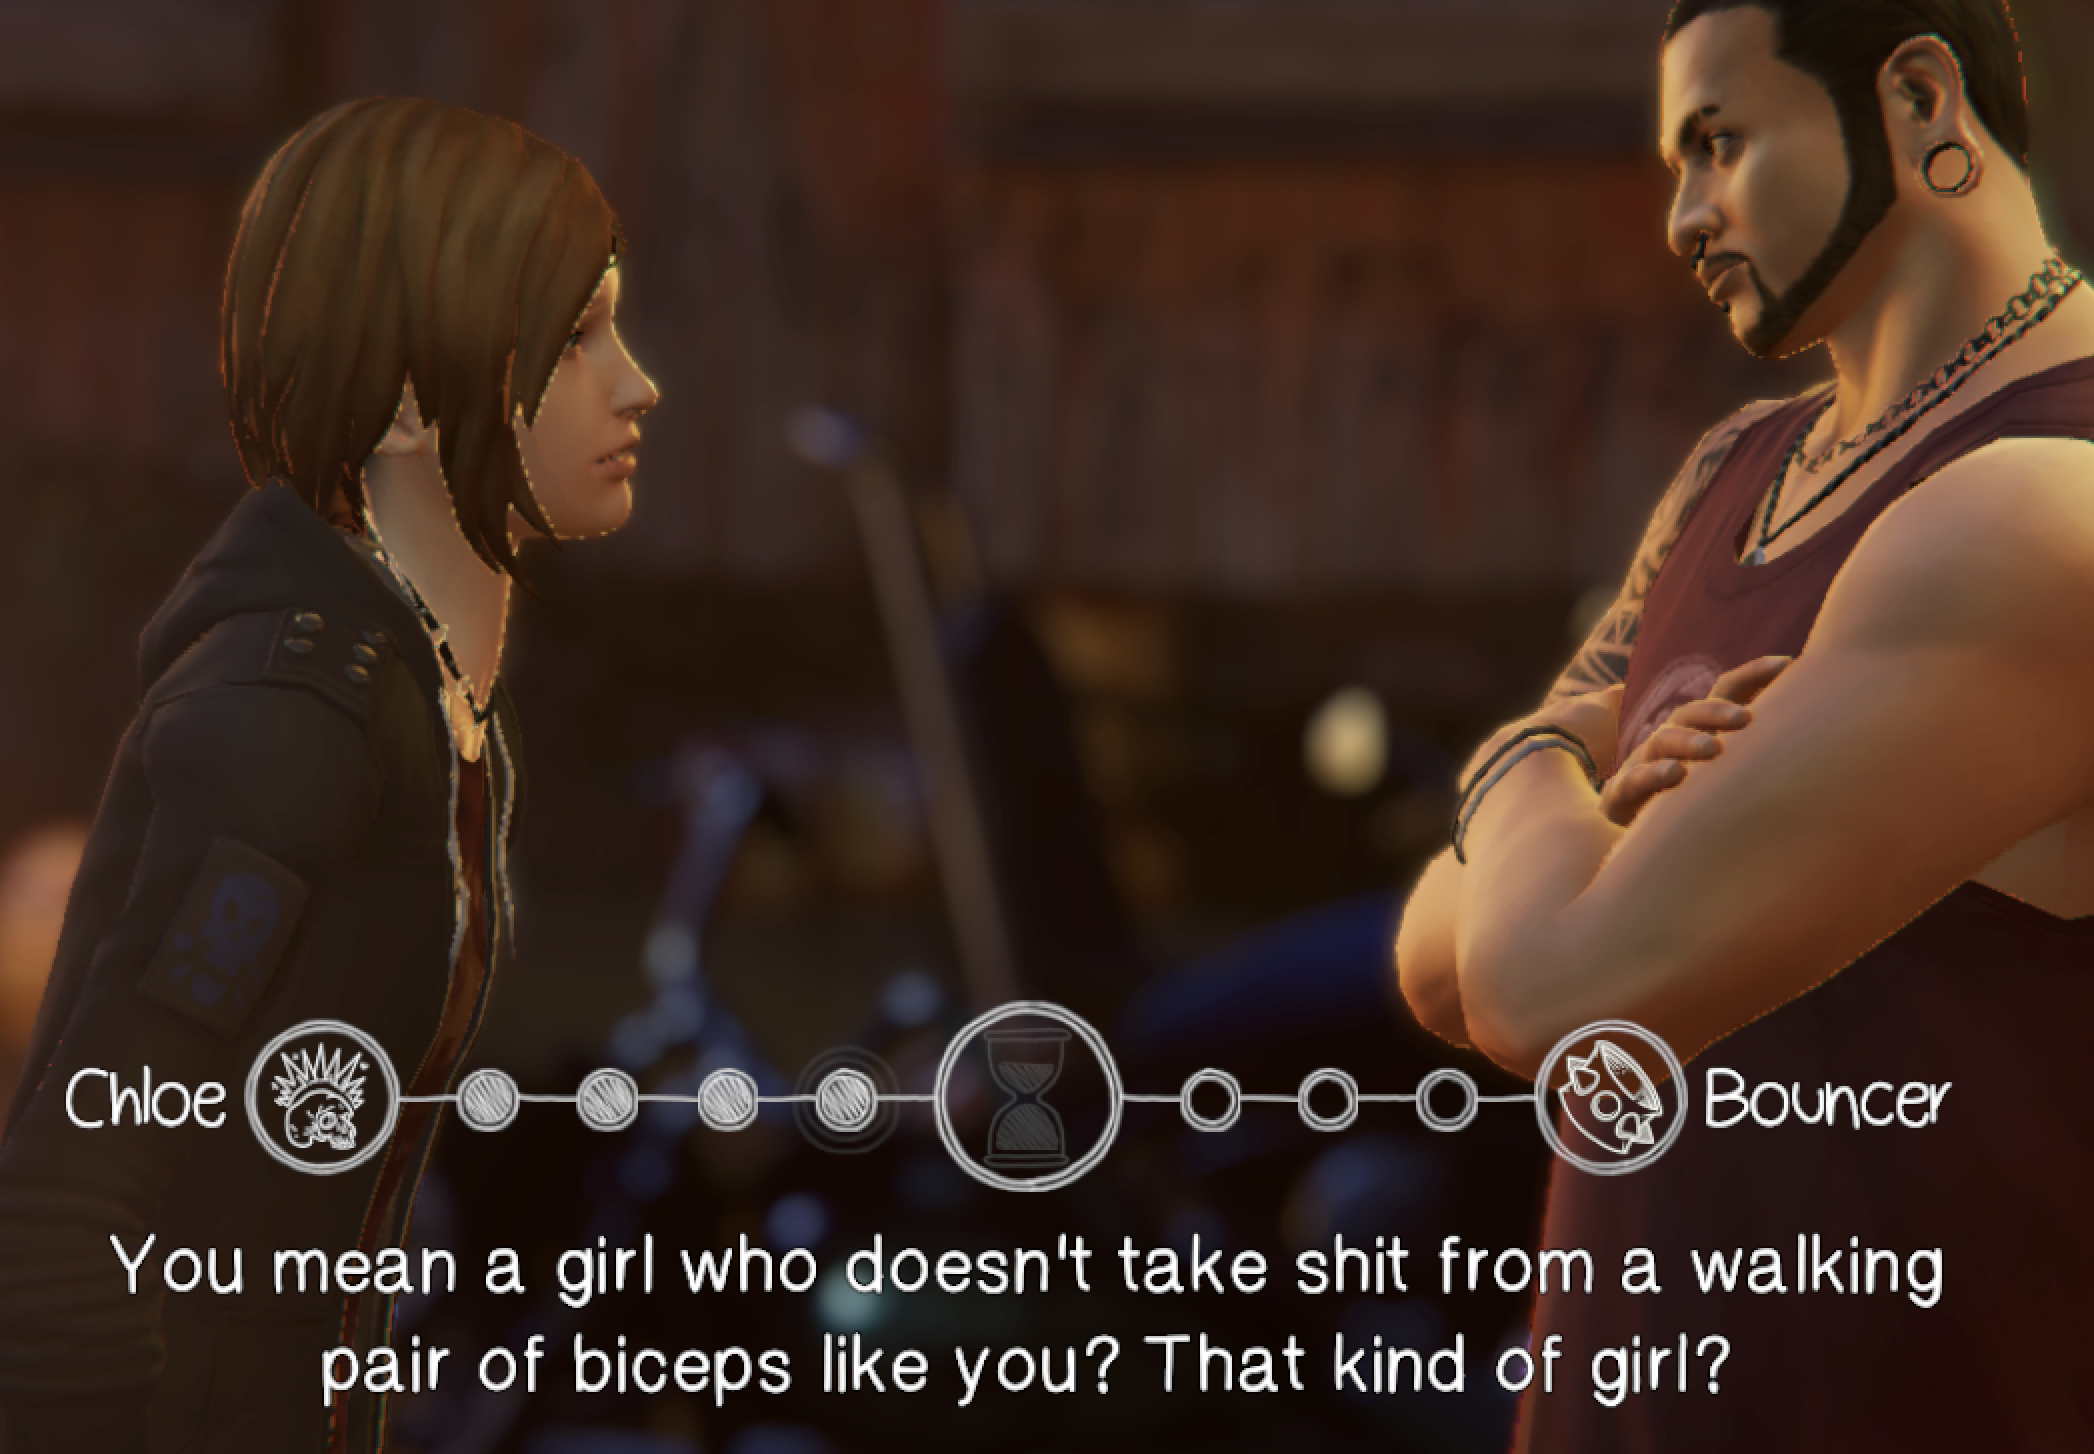 Chloe Bouncer
You mean a girl who doesn't take shit from a walking
pair of biceps like you? That kind of girl?